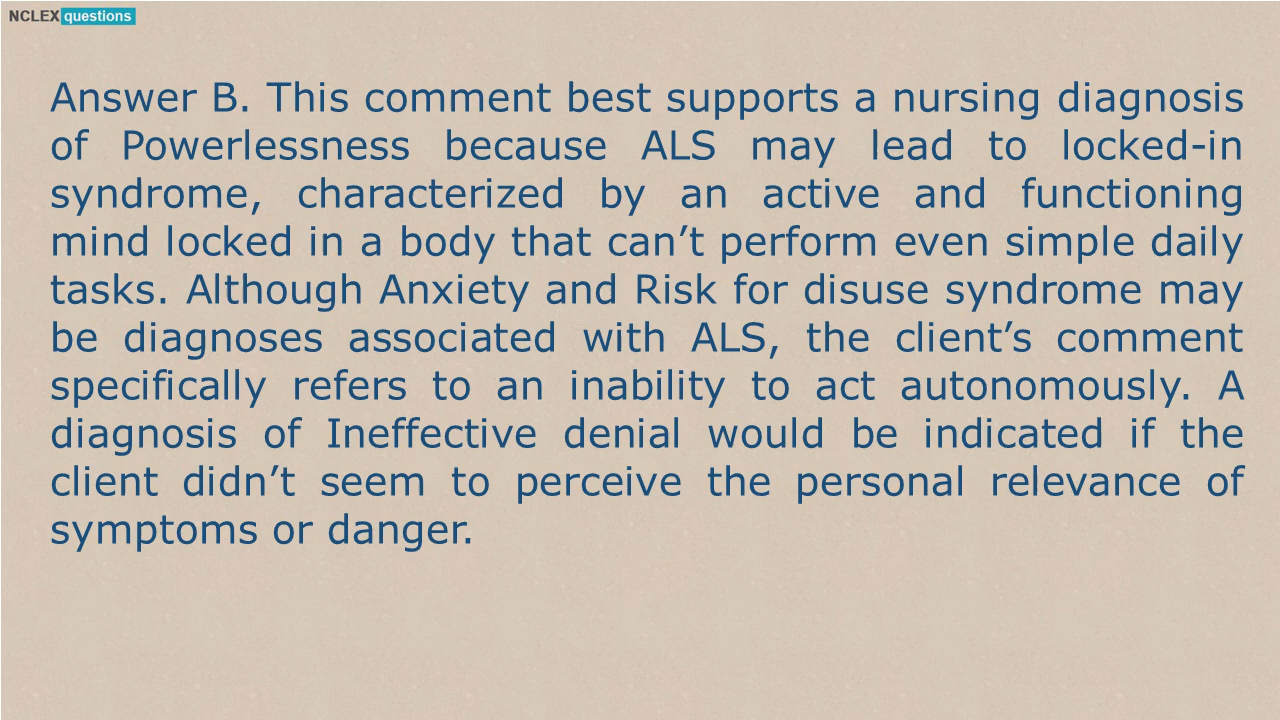 NCLEX questions
Answer B. This comment best supports a nursing diagnosis
of Powerlessness because ALS may lead to locked-in
syndrome, characterized by an active and functioning
mind locked in a body that can’t perform even simple daily
tasks. Although Anxiety and Risk for disuse syndrome may
be diagnoses associated with ALS, the client’s comment
specifically refers to an inability to act autonomously. A
diagnosis of Ineffective denial would be indicated if the
client didn’t seem to perceive the personal relevance of
symptoms or danger.